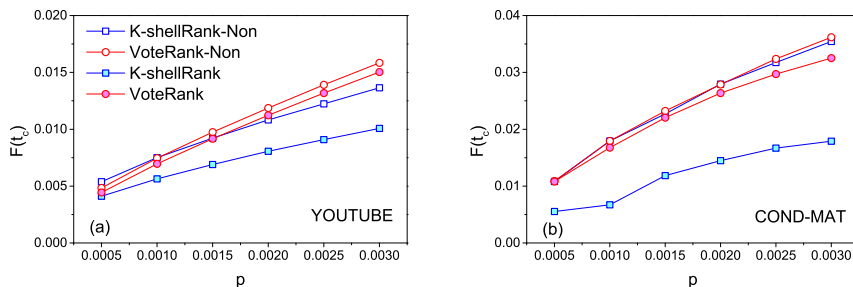 0.020
0.015
0.010
0.005
0.000
F(t_c)
K-shellRank-Non
VoteRank-Non
K-shellRank
VoteRank
(a)
YOUTUBE
0.0005 0.0010 0.0015 0.0020 0.0025 0.0030
p
0.04
0.03
0.02
0.01
0.00
F(t_c)
(b)
COND-MAT
0.0005 0.0010 0.0015 0.0020 0.0025 0.0030
p